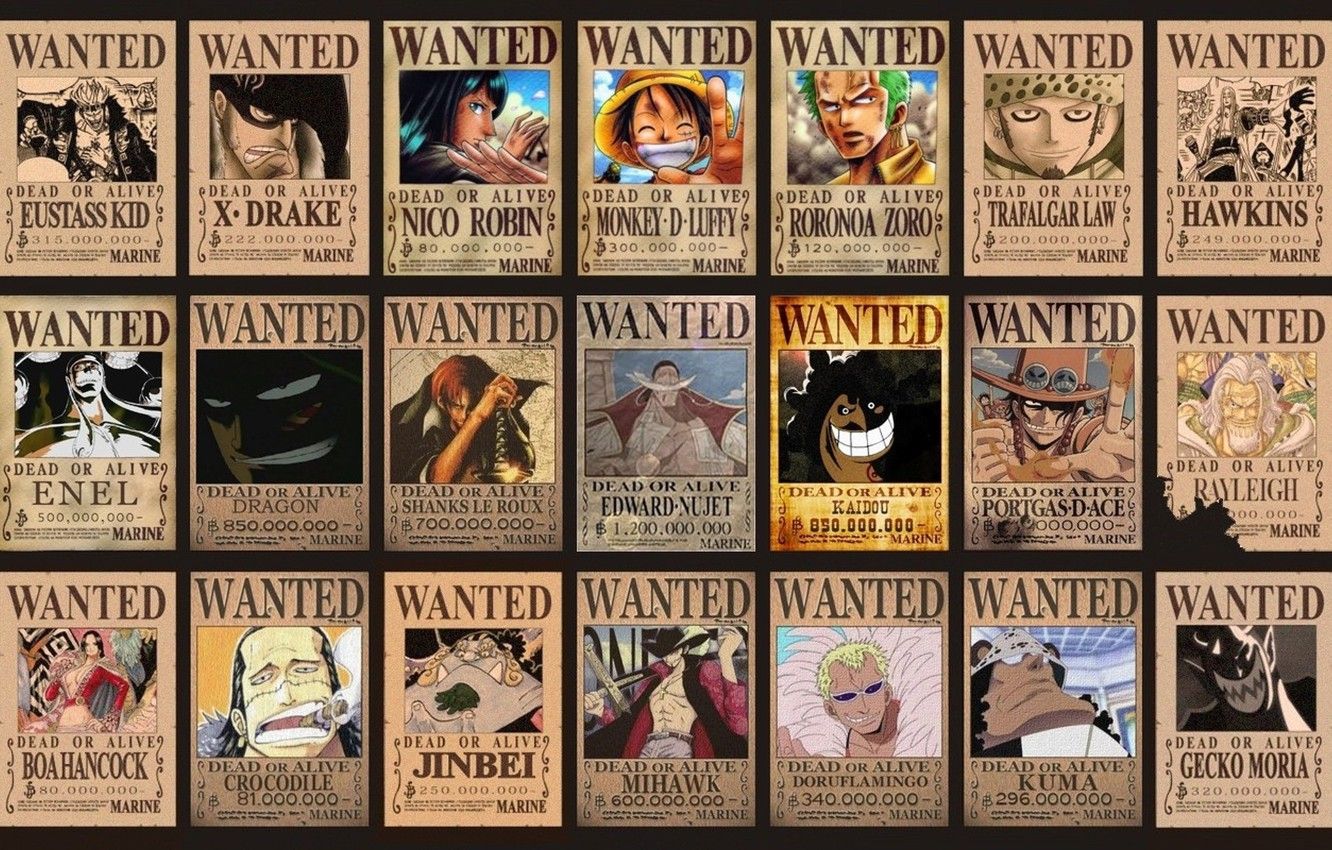 WANTED
DEAD OR ALIVE
EUSTASS KID
315.000.000-
MARINE
WANTED
DEAD OR ALIVE
X·DRAKE
222.000.000-
MARINE
WANTED
DEAD OR ALIVE
NICO ROBIN
80.000.000-
MARINE
WANTED
DEAD OR ALIVE
MONKEY·D·LUFFY
300.000.000-
MARINE
WANTED
DEAD OR ALIVE
RORONOA ZORO
120.000.000-
MARINE
WANTED
DEAD OR ALIVE
TRAFALGAR LAW
200.000.000-
MARINE
WANTED
DEAD OR ALIVE
HAWKINS
249.000.000-
MARINE
WANTED
DEAD OR ALIVE
ENEL
500,000,000-
MARINE
WANTED
DEAD OR ALIVE
DRAGON
850.000.000-
MARINE
WANTED
DEAD OR ALIVE
SHANKS LE ROUX
700.000.000-
MARINE
WANTED
DEAD OR ALIVE
EDWARD·NUJET
1.200.000.000
MARINE
WANTED
DEAD OR ALIVE
KAIDOU
850.000.000-
MARINE
WANTED
DEAD OR ALIVE
PORTGAS·D·ACE
000,000-
MARINE
WANTED
DEAD OR ALIVE
RAYLEIGH
000.000-
MARINE
WANTED
DEAD OR ALIVE
BOA HANCOCK
80.000.000-
MARINE
WANTED
DEAD OR ALIVE
CROCODILE
81.000.000-
MARINE
WANTED
DEAD OR ALIVE
JINBEI
250.000.000-
MARINE
WANTED
DEAD OR ALIVE
MIHAWK
600.000.000
MARINE
WANTED
DEAD OR ALIVE
DORUFLAMINGO
340.000.000-
MARINE
WANTED
DEAD OR ALIVE
KUMA
296.000.000-
MARINE
WANTED
DEAD OR ALIVE
GECKO MORIA
320.000.000-
MARINE